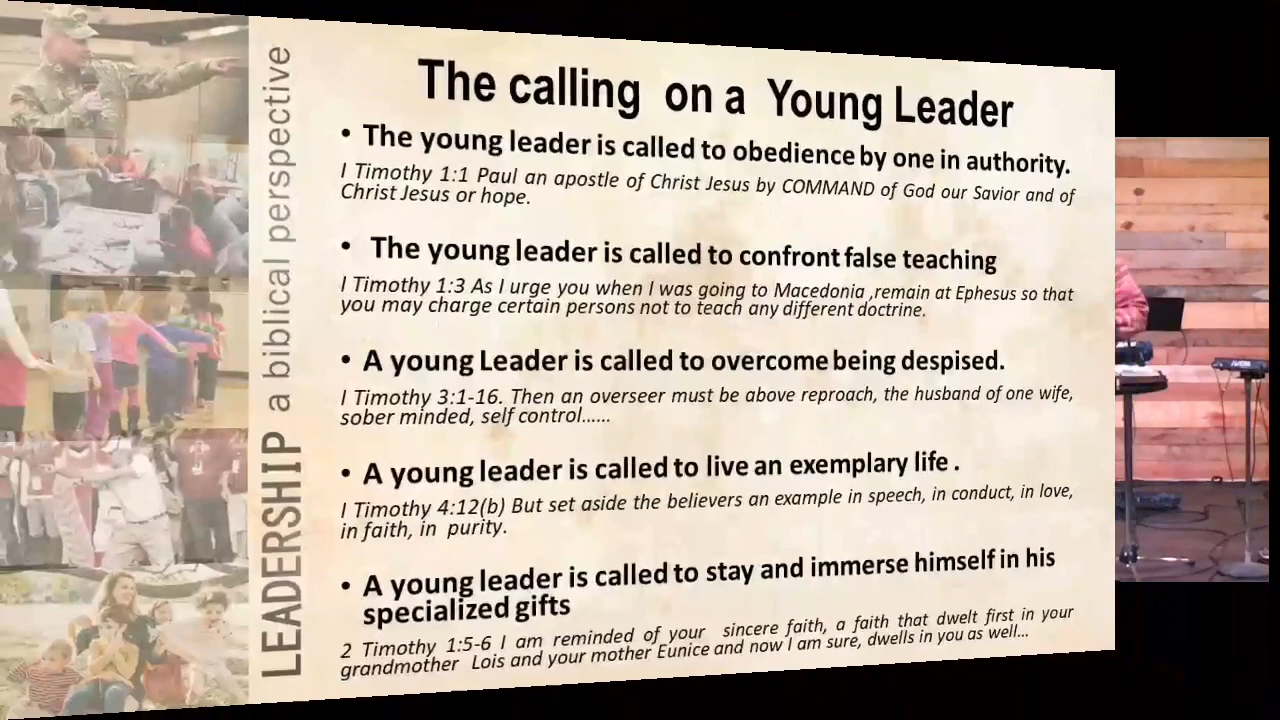 LEADERSHIP a biblical perspective
The calling on a Young Leader
• The young leader is called to obedience by one in authority.
I Timothy 1:1 Paul an apostle of Christ Jesus by COMMAND of God our Savior and of
Christ Jesus or hope.
• The young leader is called to confront false teaching
I Timothy 1:3 As I urge you when I was going to Macedonia ,remain at Ephesus so that
you may charge certain persons not to teach any different doctrine.
• A young Leader is called to overcome being despised.
I Timothy 3:1-16. Then an overseer must be above reproach, the husband of one wife,
sober minded, self control......
• A young leader is called to live an exemplary life .
I Timothy 4:12(b) But set aside the believers an example in speech, in conduct, in love,
in faith, in purity.
• A young leader is called to stay and immerse himself in his
specialized gifts
2 Timothy 1:5-6 I am reminded of your sincere faith, a faith that dwelt first in your
grandmother Lois and your mother Eunice and now I am sure, dwells in you as well...